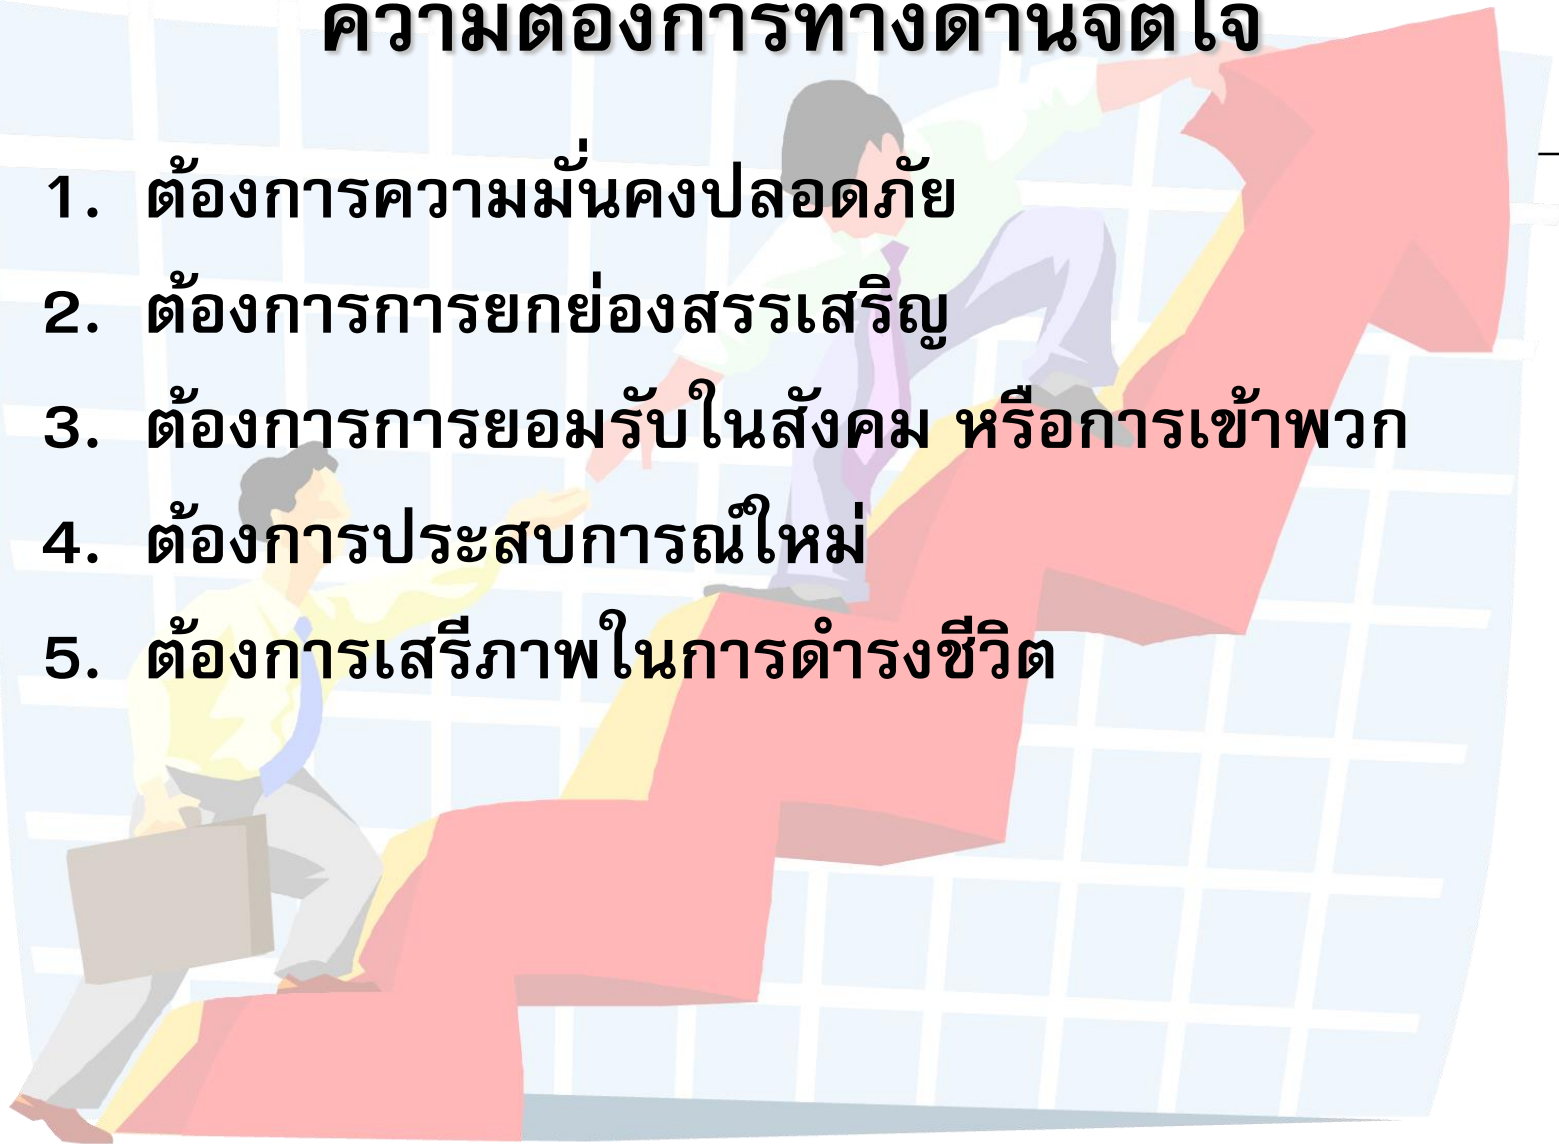 ความต้องการทางด้านจิตใจ
1. ต้องการความมั่นคงปลอดภัย
2. ต้องการการยกย่องสรรเสริญ
3. ต้องการการยอมรับในสังคม หรือการเข้าพวก
4. ต้องการประสบการณ์ใหม่
5. ต้องการเสรีภาพในการดำรงชีวิต